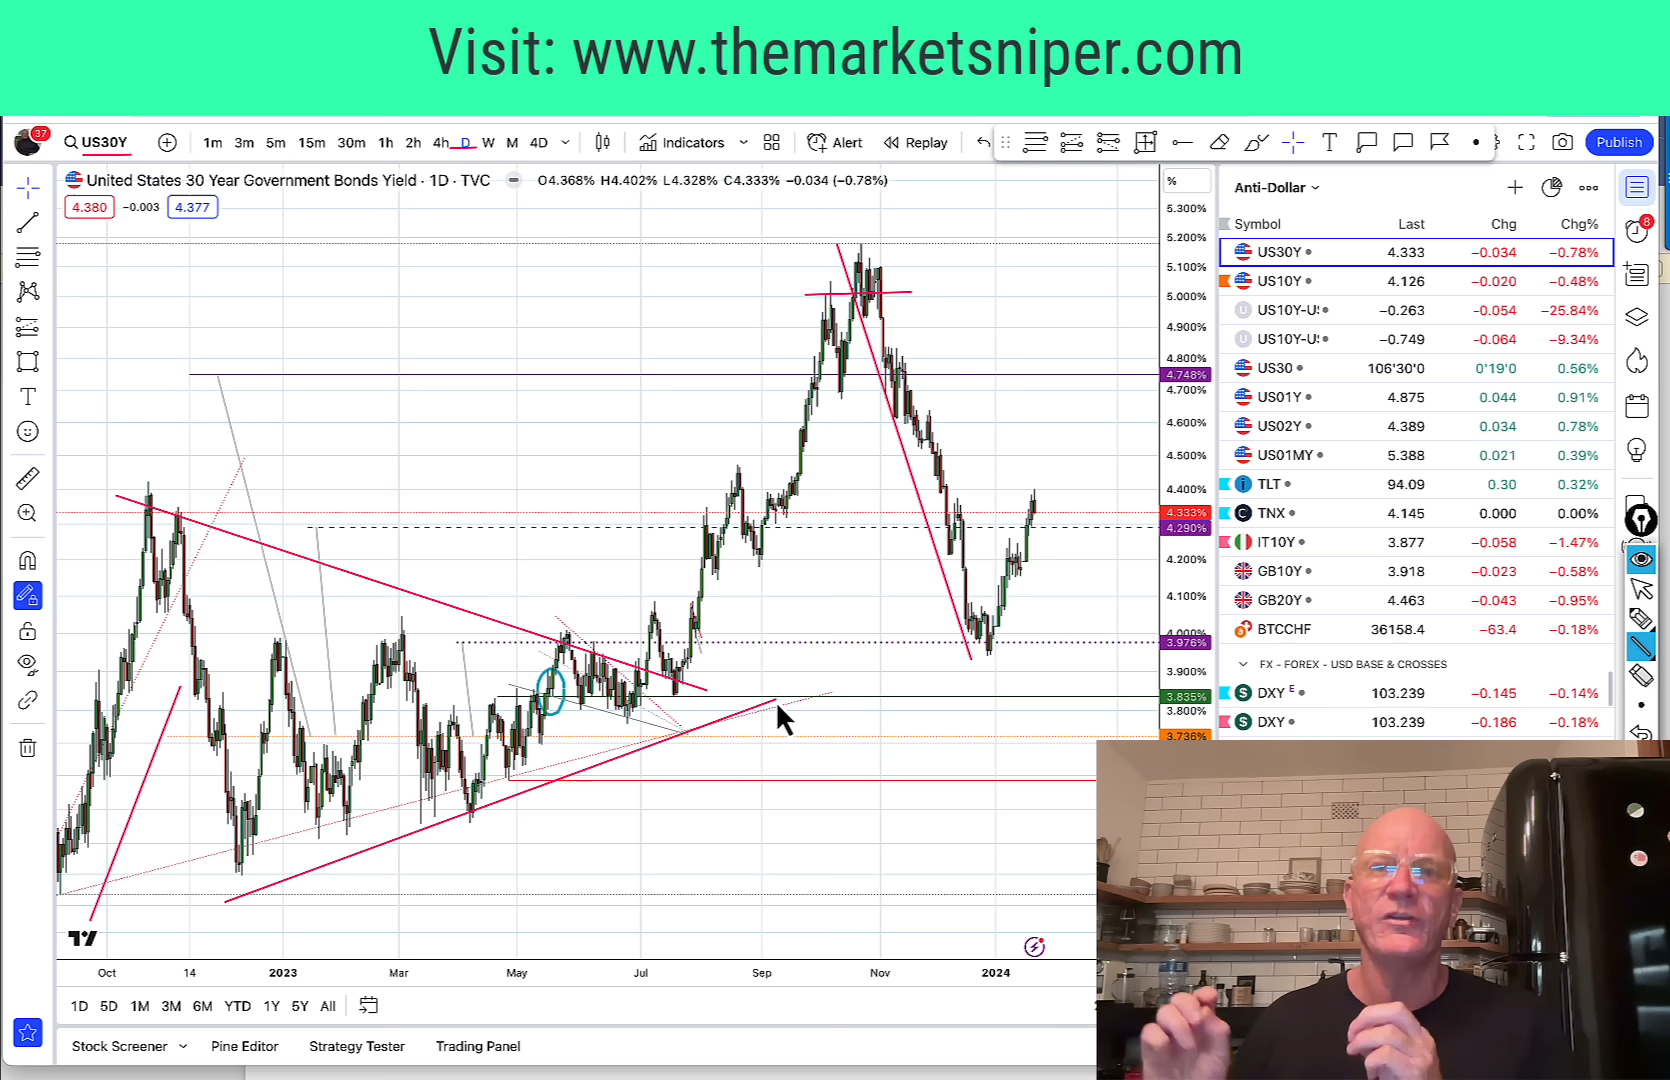 Visit: www.themarketsniper.com
37
US30Y
1m 3m 5m 15m 30m 1h 2h 4h D W M 4D
Indicators
Alert
Replay
Publish
United States 30 Year Government Bonds Yield · 1D · TVC
O4.368% H4.402% L4.328% C4.333% −0.034 (−0.78%)
4.380 −0.003 4.377
%
5.300%
5.200%
5.100%
5.000%
4.900%
4.800%
4.748%
4.700%
4.600%
4.500%
4.400%
4.333%
4.290%
4.200%
4.100%
4.000%
3.976%
3.900%
3.835%
3.800%
3.736%
Oct 14 2023 Mar May Jul Sep Nov 2024
1D 5D 1M 3M 6M YTD 1Y 5Y All
Stock Screener Pine Editor Strategy Tester Trading Panel
Anti-Dollar
8
Symbol Last Chg Chg%
US30Y 4.333 −0.034 −0.78%
US10Y 4.126 −0.020 −0.48%
US10Y-U −0.263 −0.054 −25.84%
US10Y-U −0.749 −0.064 −9.34%
US30 106'30'0 0'19'0 0.56%
US01Y 4.875 0.044 0.91%
US02Y 4.389 0.034 0.78%
US01MY 5.388 0.021 0.39%
TLT 94.09 0.30 0.32%
TNX 4.145 0.000 0.00%
IT10Y 3.877 −0.058 −1.47%
GB10Y 3.918 −0.023 −0.58%
GB20Y 4.463 −0.043 −0.95%
BTCCHF 36158.4 −63.4 −0.18%
FX - FOREX - USD BASE & CROSSES
DXY E 103.239 −0.145 −0.14%
DXY 103.239 −0.186 −0.18%